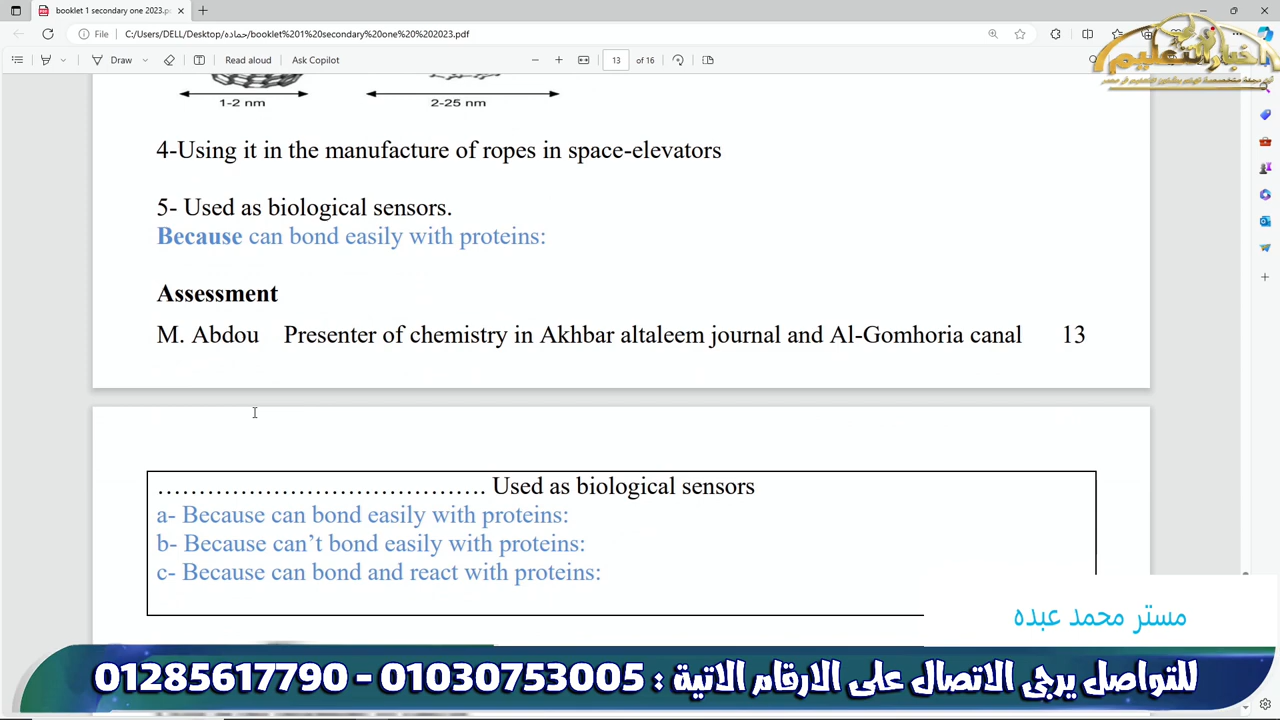 booklet 1 secondary one 2023.p
File
C:/Users/DELL/Desktop/حماده/booklet%201%20secondary%20one%20%202023.pdf
Draw
Read aloud
Ask Copilot
13
of 16
اخبار التعليم
1-2 nm
2-25 nm
4-Using it in the manufacture of ropes in space-elevators
5- Used as biological sensors.
Because can bond easily with proteins:
Assessment
M. Abdou Presenter of chemistry in Akhbar altaleem journal and Al-Gomhoria canal 13
…………………………………. Used as biological sensors
a- Because can bond easily with proteins:
b- Because can’t bond easily with proteins:
c- Because can bond and react with proteins:
مستر محمد عبده
للتواصل يرجى الاتصال على الارقام الاتية : 01030753005 - 01285617790